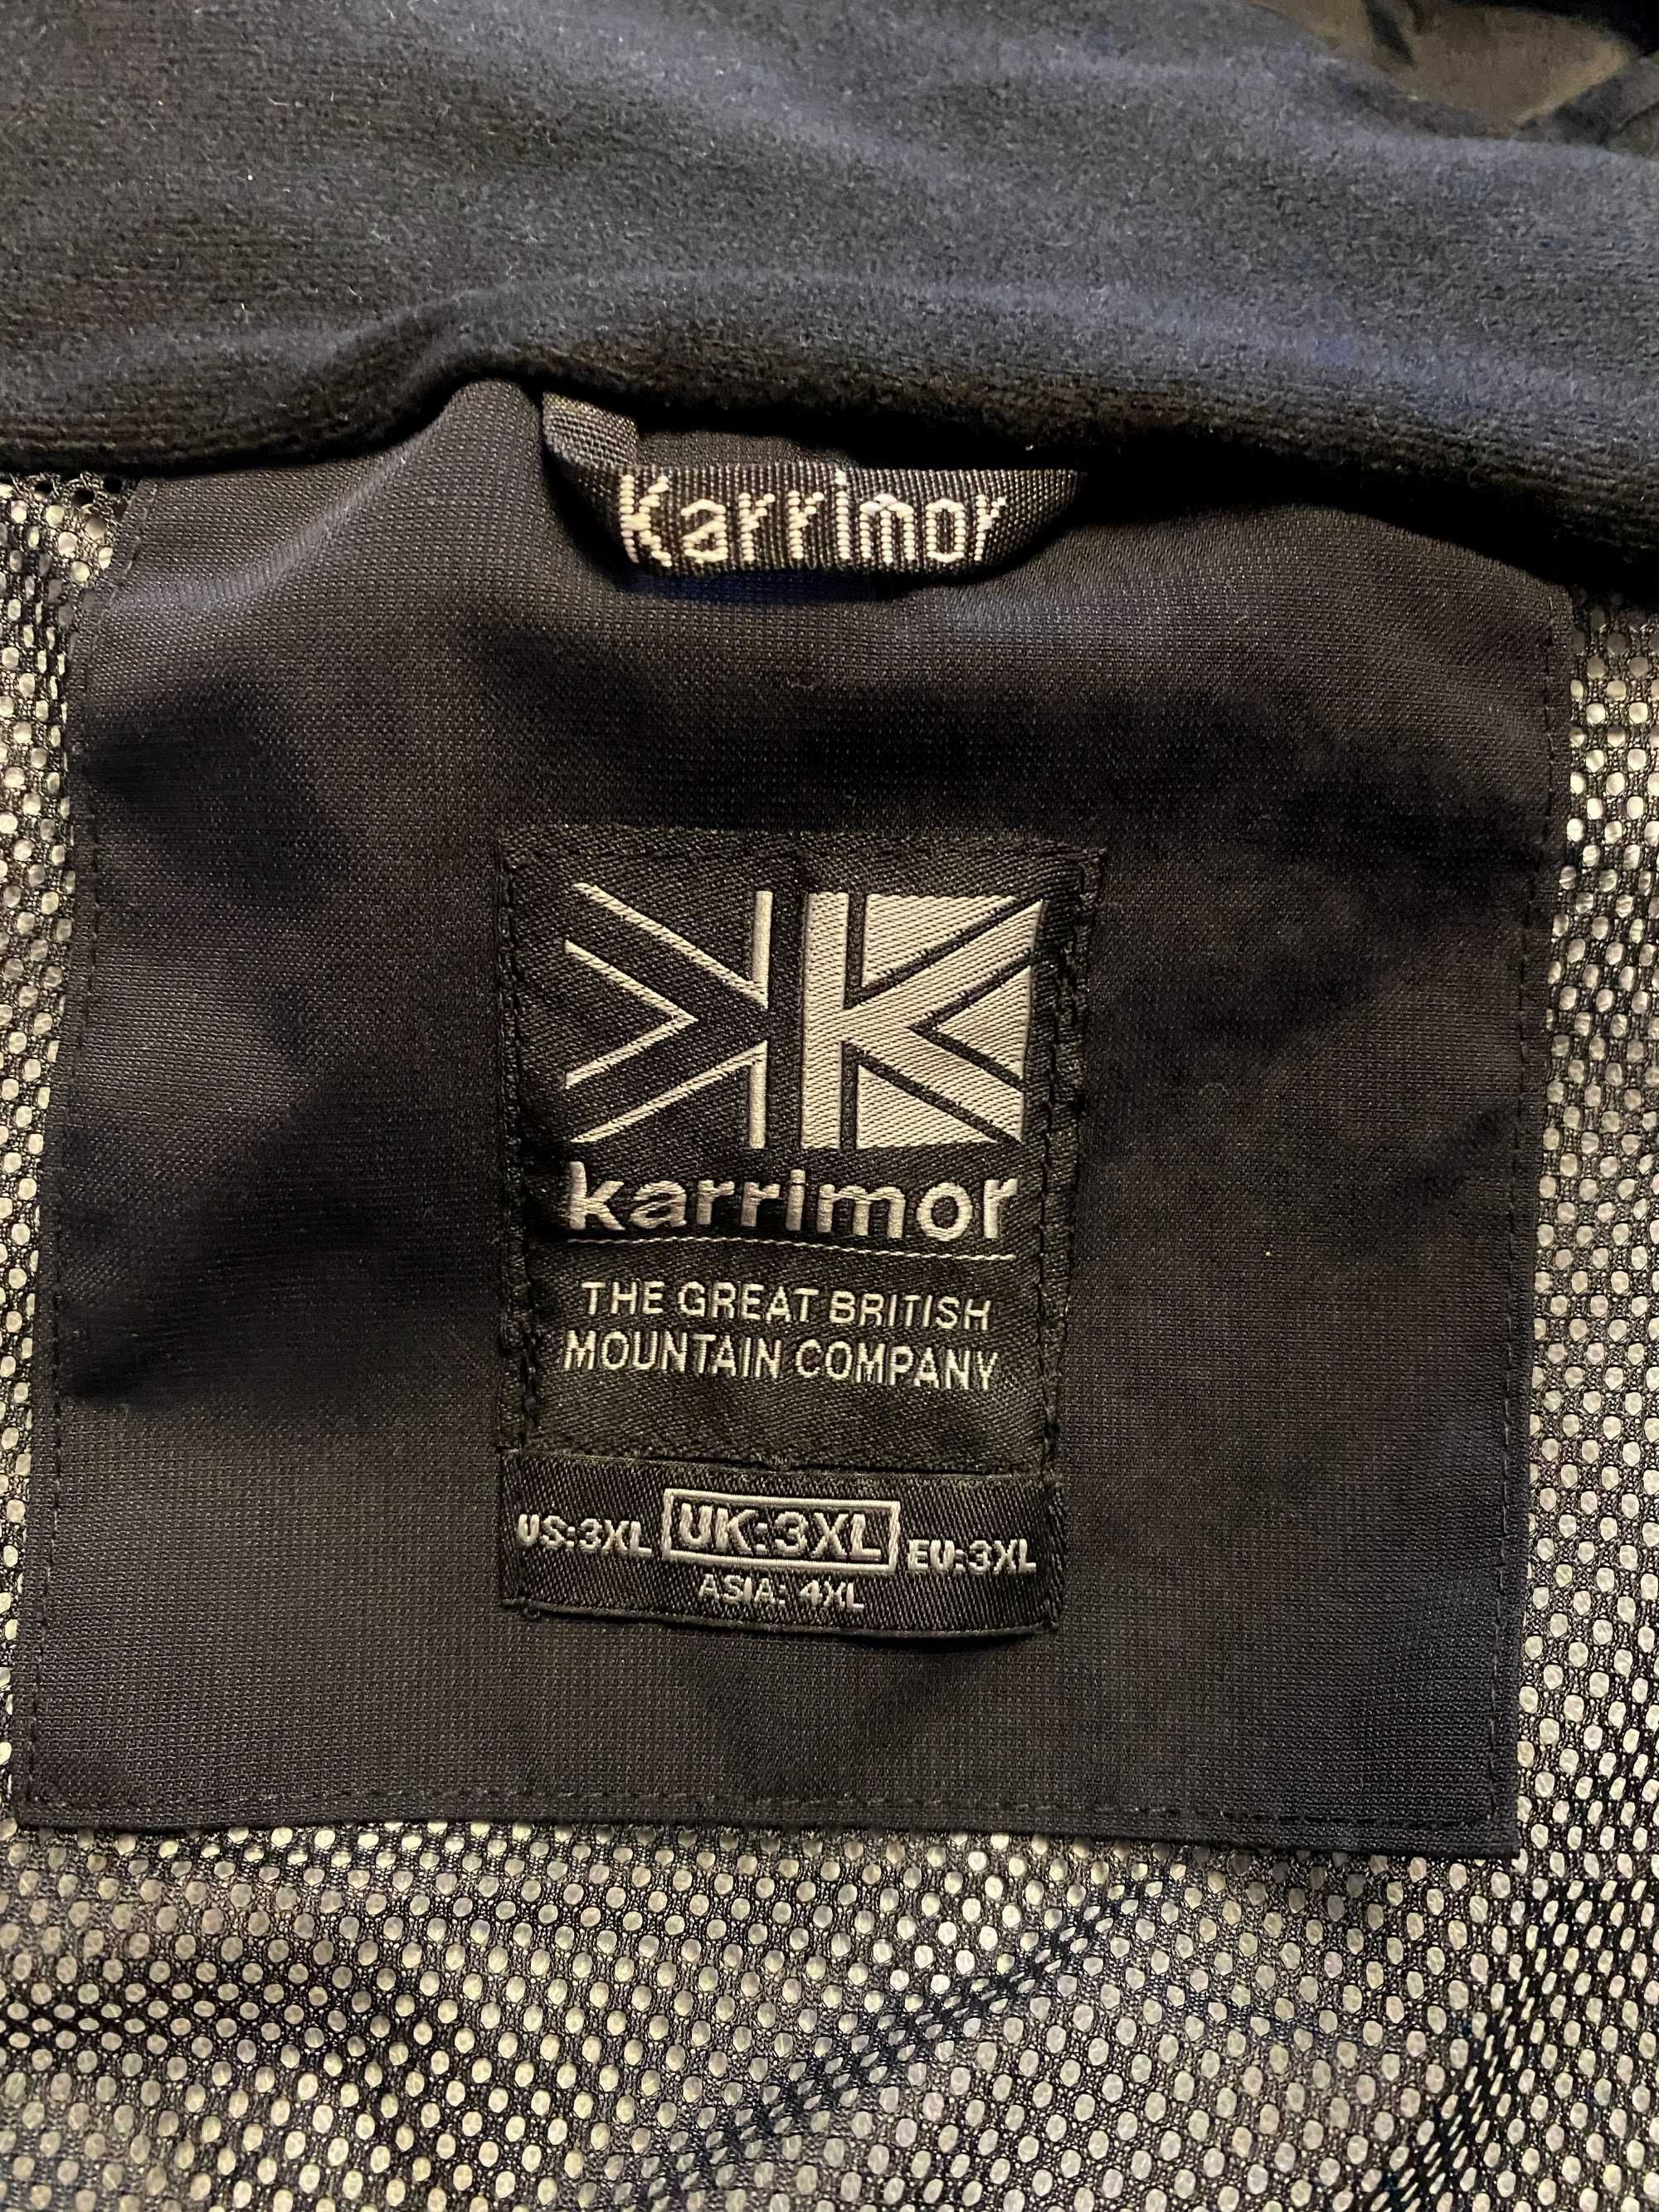 Karrimor
karrimor
THE GREAT BRITISH
MOUNTAIN COMPANY
US:3XL UK:3XL EU:3XL
ASIA: 4XL